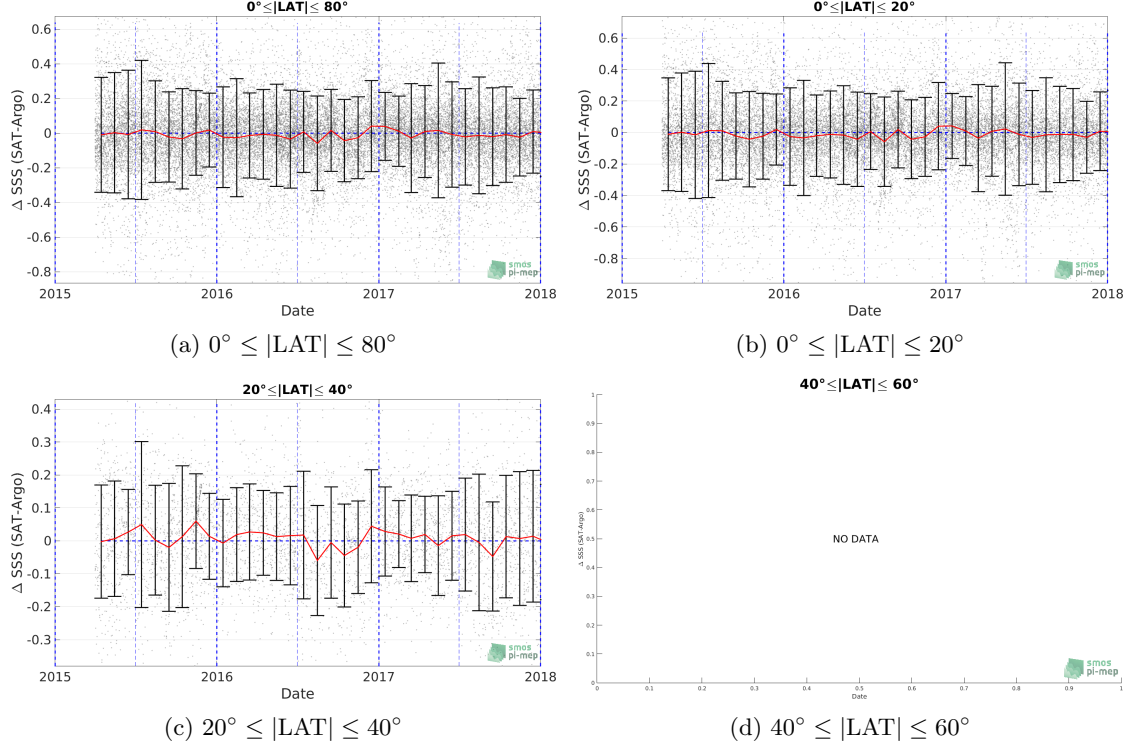 0°≤|LAT|≤ 80°
Δ SSS (SAT-Argo)
0.6
0.4
0.2
0
-0.2
-0.4
-0.6
-0.8
2015
2016
2017
2018
Date
smos
pi-mep
(a) 0° ≤ |LAT| ≤ 80°
0°≤|LAT|≤ 20°
Δ SSS (SAT-Argo)
0.6
0.4
0.2
0
-0.2
-0.4
-0.6
-0.8
2015
2016
2017
2018
Date
smos
pi-mep
(b) 0° ≤ |LAT| ≤ 20°
20°≤|LAT|≤ 40°
Δ SSS (SAT-Argo)
0.4
0.3
0.2
0.1
0
-0.1
-0.2
-0.3
2015
2016
2017
2018
Date
smos
pi-mep
(c) 20° ≤ |LAT| ≤ 40°
40°≤|LAT|≤ 60°
Δ SSS (SAT-Argo)
1
0.9
0.8
0.7
0.6
0.5
0.4
0.3
0.2
0.1
0
NO DATA
0
0.1
0.2
0.3
0.4
0.5
0.6
0.7
0.8
0.9
1
Date
smos
pi-mep
(d) 40° ≤ |LAT| ≤ 60°